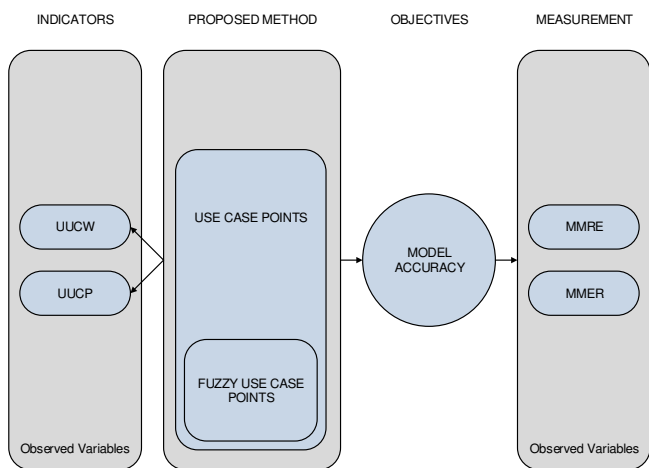 INDICATORS
PROPOSED METHOD
OBJECTIVES
MEASUREMENT
USE CASE POINTS
UUCW
UUCP
MODEL
ACCURACY
MMRE
MMER
FUZZY USE CASE
POINTS
Observed Variables
Observed Variables